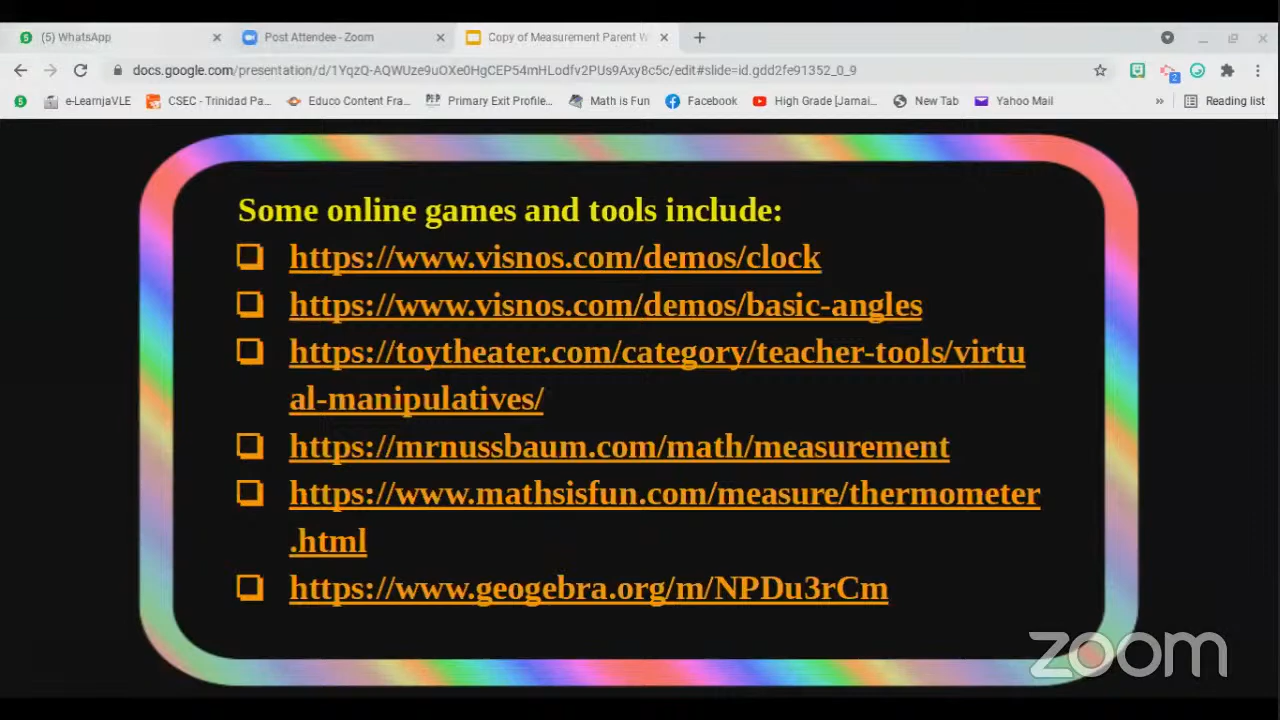 (5) WhatsApp
Post Attendee - Zoom
Copy of Measurement Parent W
docs.google.com/presentation/d/1YqzQ-AQWUze9uOXe0HgCEP54mHLodfv2PUs9Axy8c5c/edit#slide=id.gdd2fe91352_0_9
2
e-LearnjaVLE
CSEC - Trinidad Pa...
Educo Content Fra...
Primary Exit Profile...
Math is Fun
Facebook
High Grade [Jamai...
New Tab
Yahoo Mail
»
Reading list
Some online games and tools include:
❏ https://www.visnos.com/demos/clock
❏ https://www.visnos.com/demos/basic-angles
❏ https://toytheater.com/category/teacher-tools/virtu
al-manipulatives/
❏ https://mrnussbaum.com/math/measurement
❏ https://www.mathsisfun.com/measure/thermometer
.html
❏ https://www.geogebra.org/m/NPDu3rCm
zoom